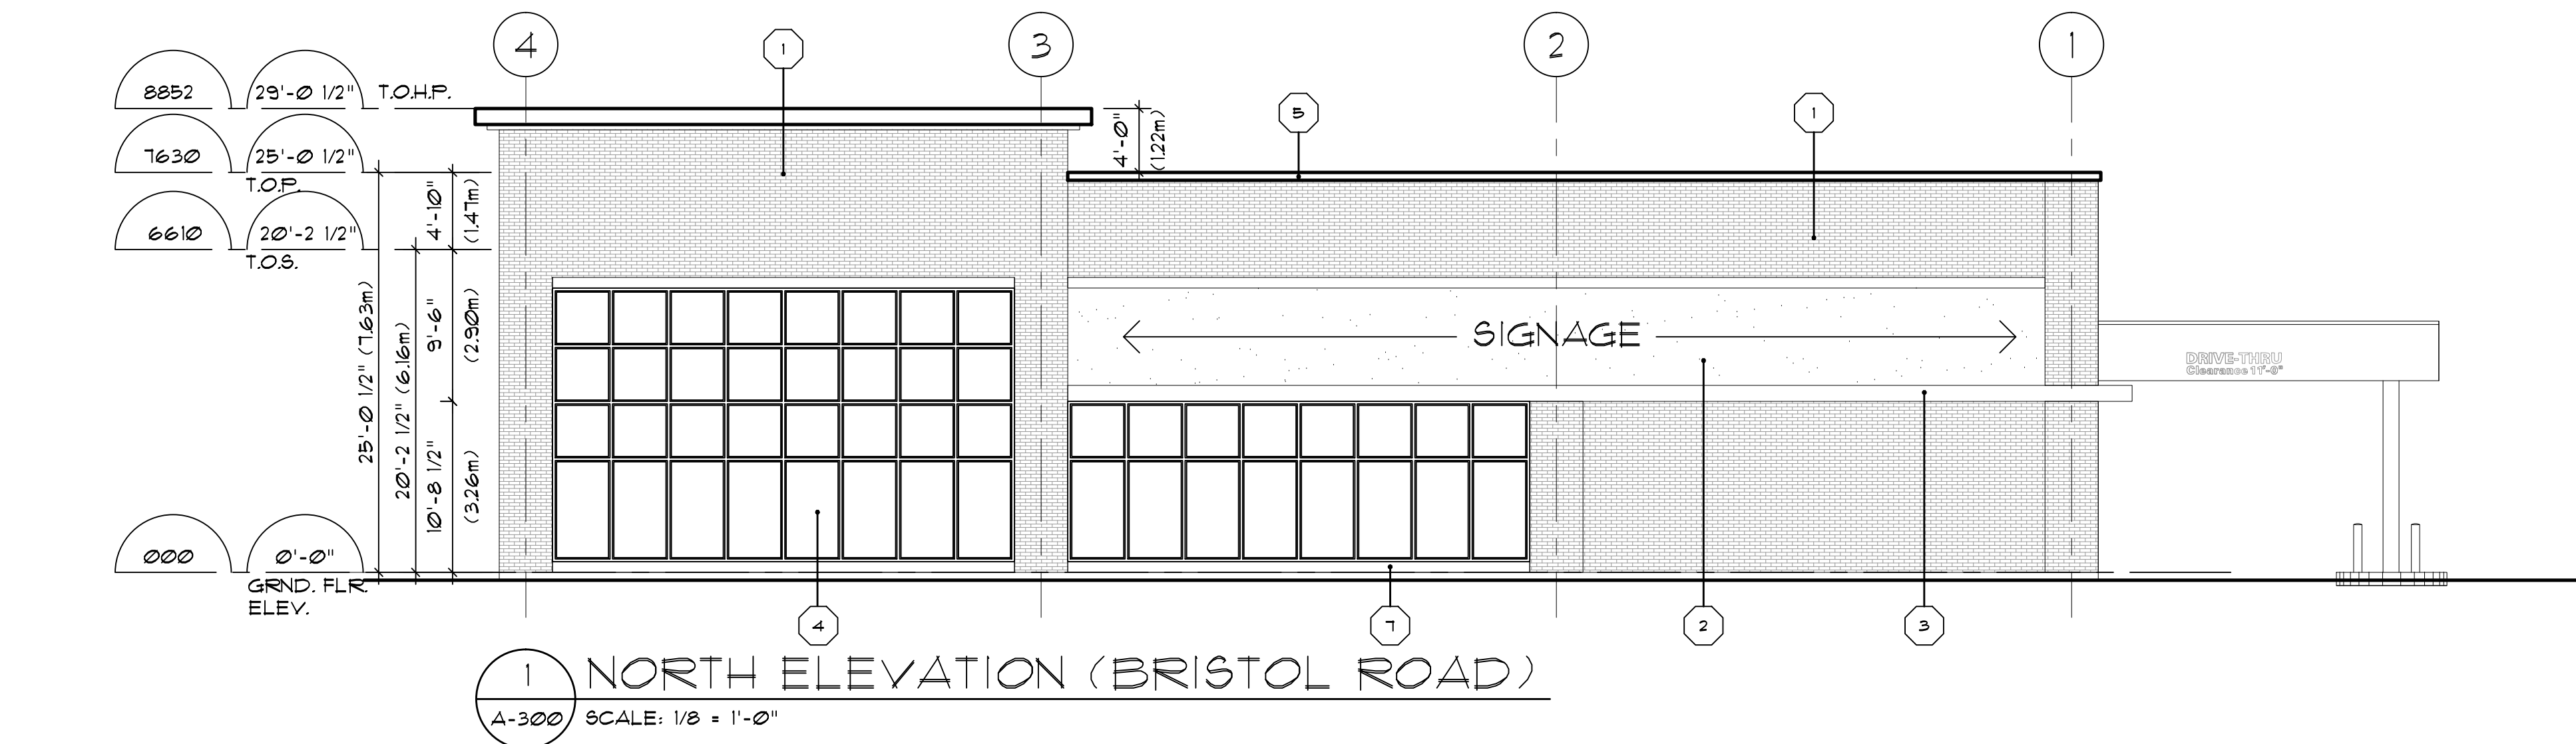 4 3 2 1
1
8852 29'-0 1/2" T.O.H.P.
5 1
4'-0" (1.22m)
7630 25'-0 1/2"
T.O.P.
4'-10" (1.47m)
6610 20'-2 1/2"
T.O.S.
25'-0 1/2" (7.63m)
20'-2 1/2" (6.16m)
9'-6" (2.90m)
10'-8 1/2" (3.26m)
SIGNAGE
DRIVE-THRU
Clearance 11'-0"
000 0'-0"
GRND. FLR.
ELEV.
4 7 2 3
1 NORTH ELEVATION (BRISTOL ROAD)
A-300 SCALE: 1/8 = 1'-0"